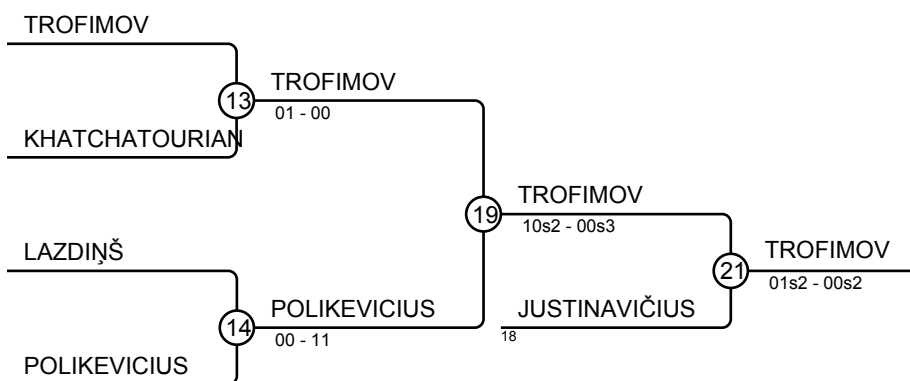 TROFIMOV
13
TROFIMOV
01 - 00
KHATCHATOURIAN
19
TROFIMOV
10s2 - 00s3
LAZDIŅŠ
21
TROFIMOV
01s2 - 00s2
14
POLIKEVICIUS
00 - 11
JUSTINAVIČIUS
18
POLIKEVICIUS